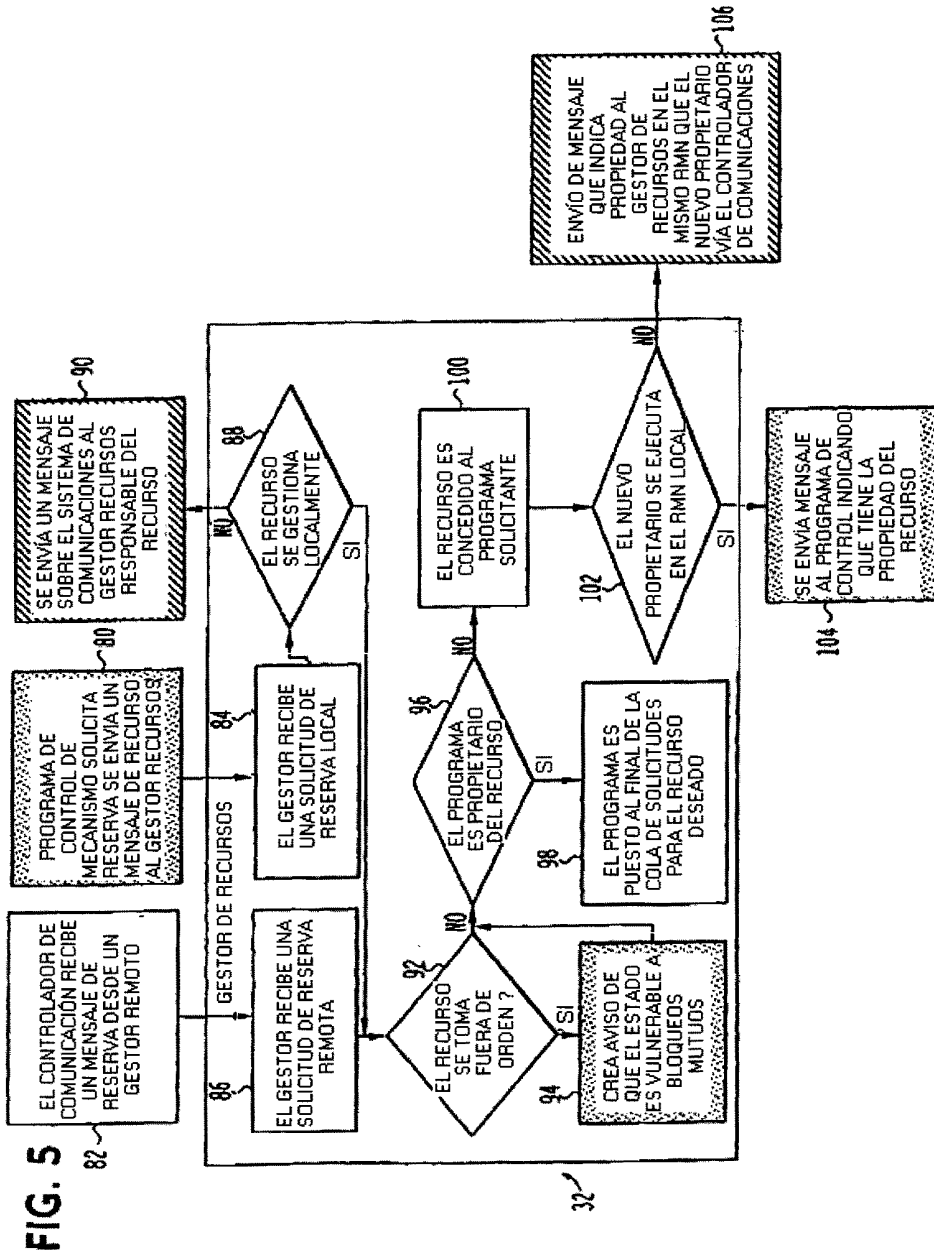 FIG. 5
82
EL CONTROLADOR DE
COMUNICACIÓN RECIBE
UN MENSAJE DE
RESERVA DESDE UN
GESTOR REMOTO
80
PROGRAMA DE
CONTROL DE
MECANISMO SOLICITA
RESERVA SE ENVÍA UN
MENSAJE DE RECURSO
AL GESTOR RECURSOS
90
SE ENVÍA UN MENSAJE
SOBRE EL SISTEMA DE
COMUNICACIONES AL
GESTOR RECURSOS
RESPONSABLE DEL
RECURSO
GESTOR DE RECURSOS
86
EL GESTOR RECIBE UNA
SOLICITUD DE RESERVA
REMOTA
84
EL GESTOR RECIBE
UNA SOLICITUD DE
RESERVA LOCAL
88
EL RECURSO
SE GESTIONA
LOCALMENTE
NO
SI
92
EL RECURSO
SE TOMA
FUERA DE
ORDEN ?
NO
SI
94
CREA AVISO DE
QUE EL ESTADO
ES VULNERABLE A
BLOQUEOS
MUTUOS
96
EL PROGRAMA
ES PROPIETARIO
DEL RECURSO
NO
SI
98
EL PROGRAMA ES
PUESTO AL FINAL DE LA
COLA DE SOLICITUDES
PARA EL RECURSO
DESEADO
100
EL RECURSO ES
CONCEDIDO AL
PROGRAMA
SOLICITANTE
102
EL NUEVO
PROPIETARIO SE EJECUTA
EN EL RMN LOCAL
NO
SI
104
SE ENVÍA MENSAJE
AL PROGRAMA DE
CONTROL INDICANDO
QUE TIENE LA
PROPIEDAD DEL
RECURSO
106
ENVÍO DE MENSAJE
QUE INDICA
PROPIEDAD AL
GESTOR DE
RECURSOS EN EL
MISMO RMN QUE EL
NUEVO PROPIETARIO
VÍA EL CONTROLADOR
DE COMUNICACIONES
32